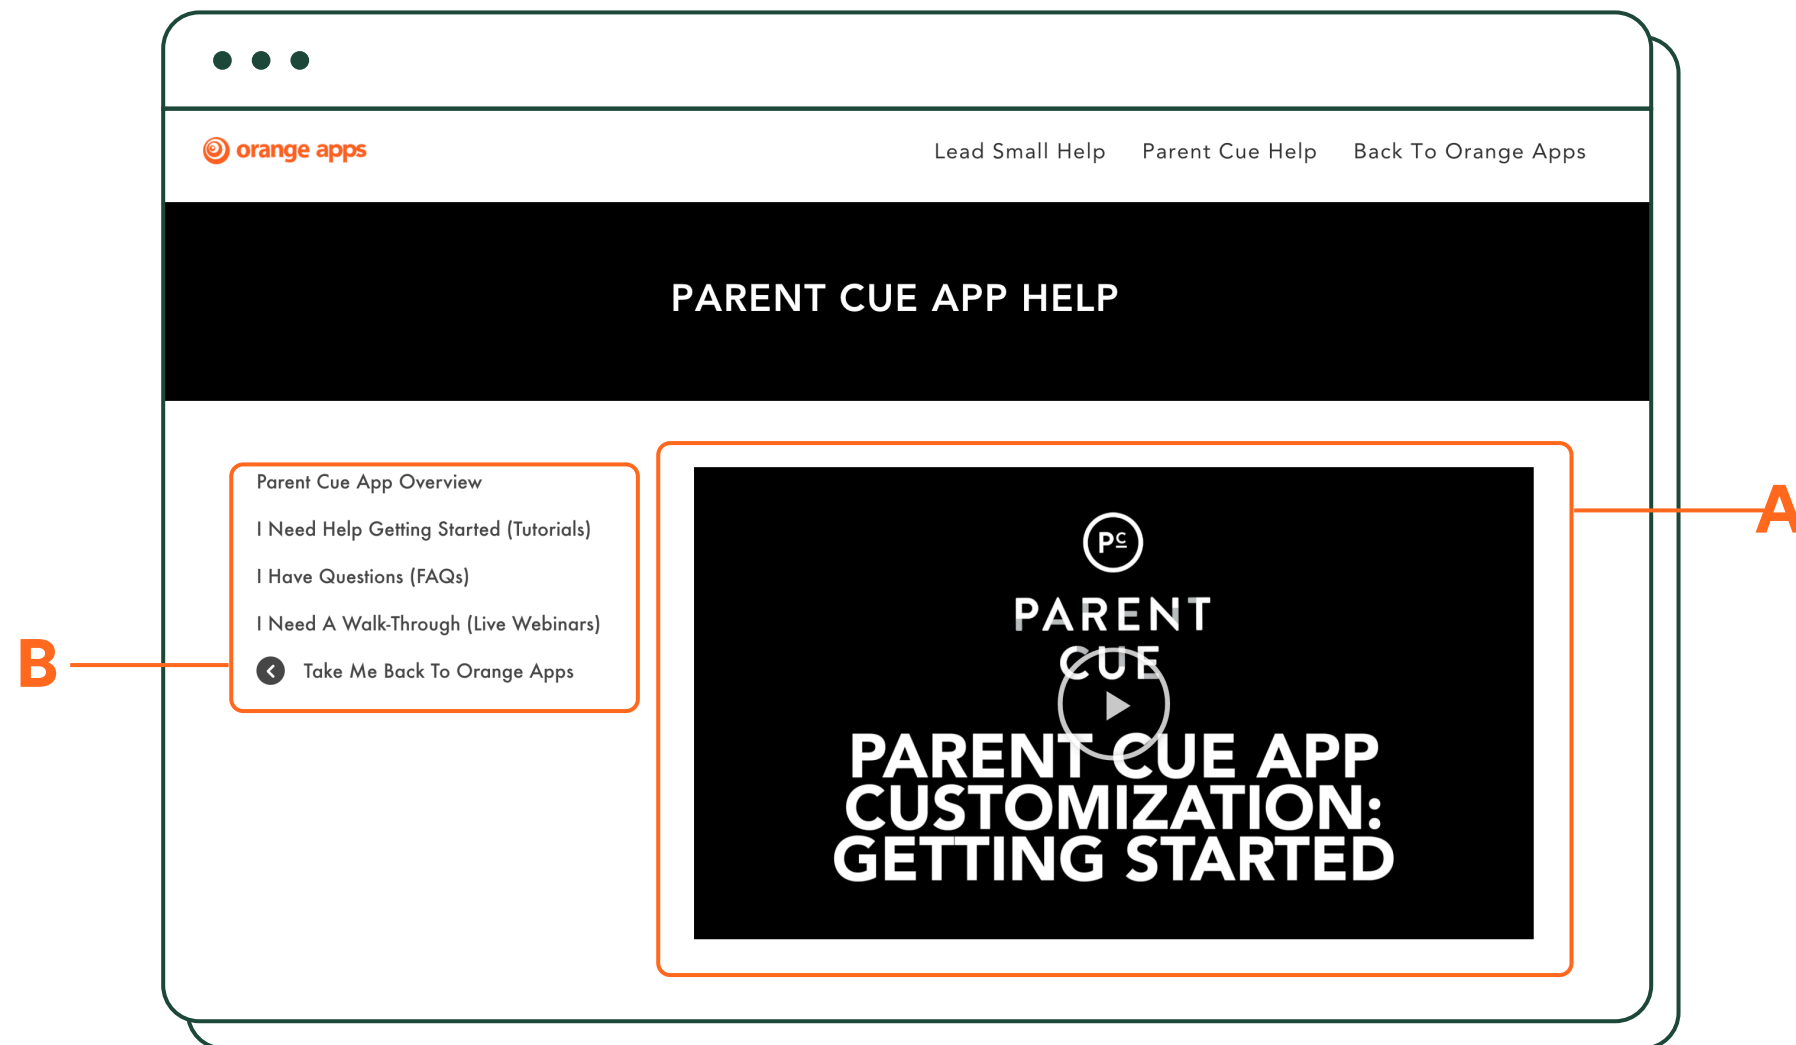 orange apps
Lead Small Help
Parent Cue Help
Back To Orange Apps
PARENT CUE APP HELP
Parent Cue App Overview
I Need Help Getting Started (Tutorials)
I Have Questions (FAQs)
I Need A Walk-Through (Live Webinars)
Take Me Back To Orange Apps
B
PC
PARENT
CUE
PARENT CUE APP
CUSTOMIZATION:
GETTING STARTED
A